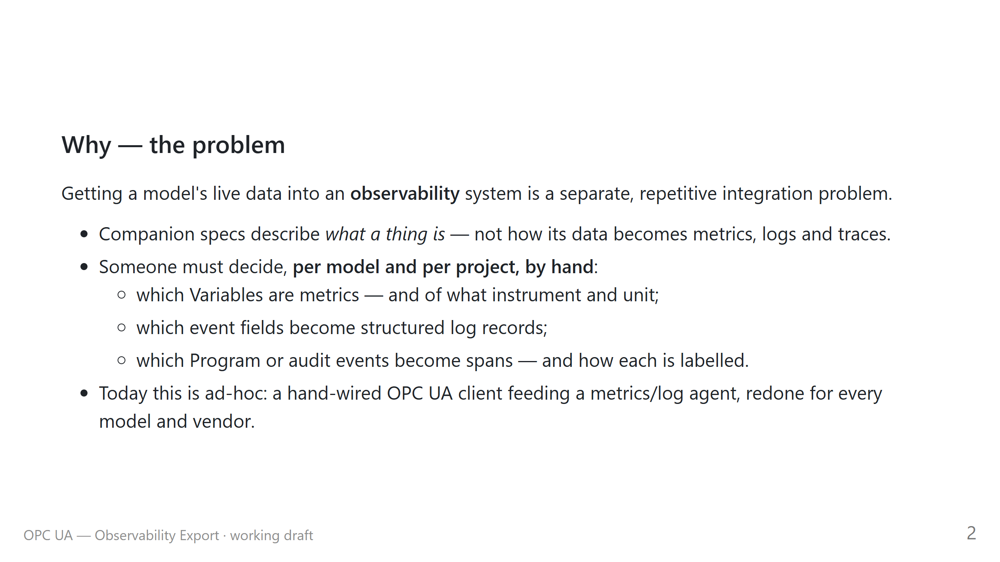 Why — the problem
Getting a model's live data into an observability system is a separate, repetitive integration problem.
Companion specs describe what a thing is — not how its data becomes metrics, logs and traces.
Someone must decide, per model and per project, by hand:
which Variables are metrics — and of what instrument and unit;
which event fields become structured log records;
which Program or audit events become spans — and how each is labelled.
Today this is ad-hoc: a hand-wired OPC UA client feeding a metrics/log agent, redone for every
model and vendor.
OPC UA — Observability Export · working draft
2